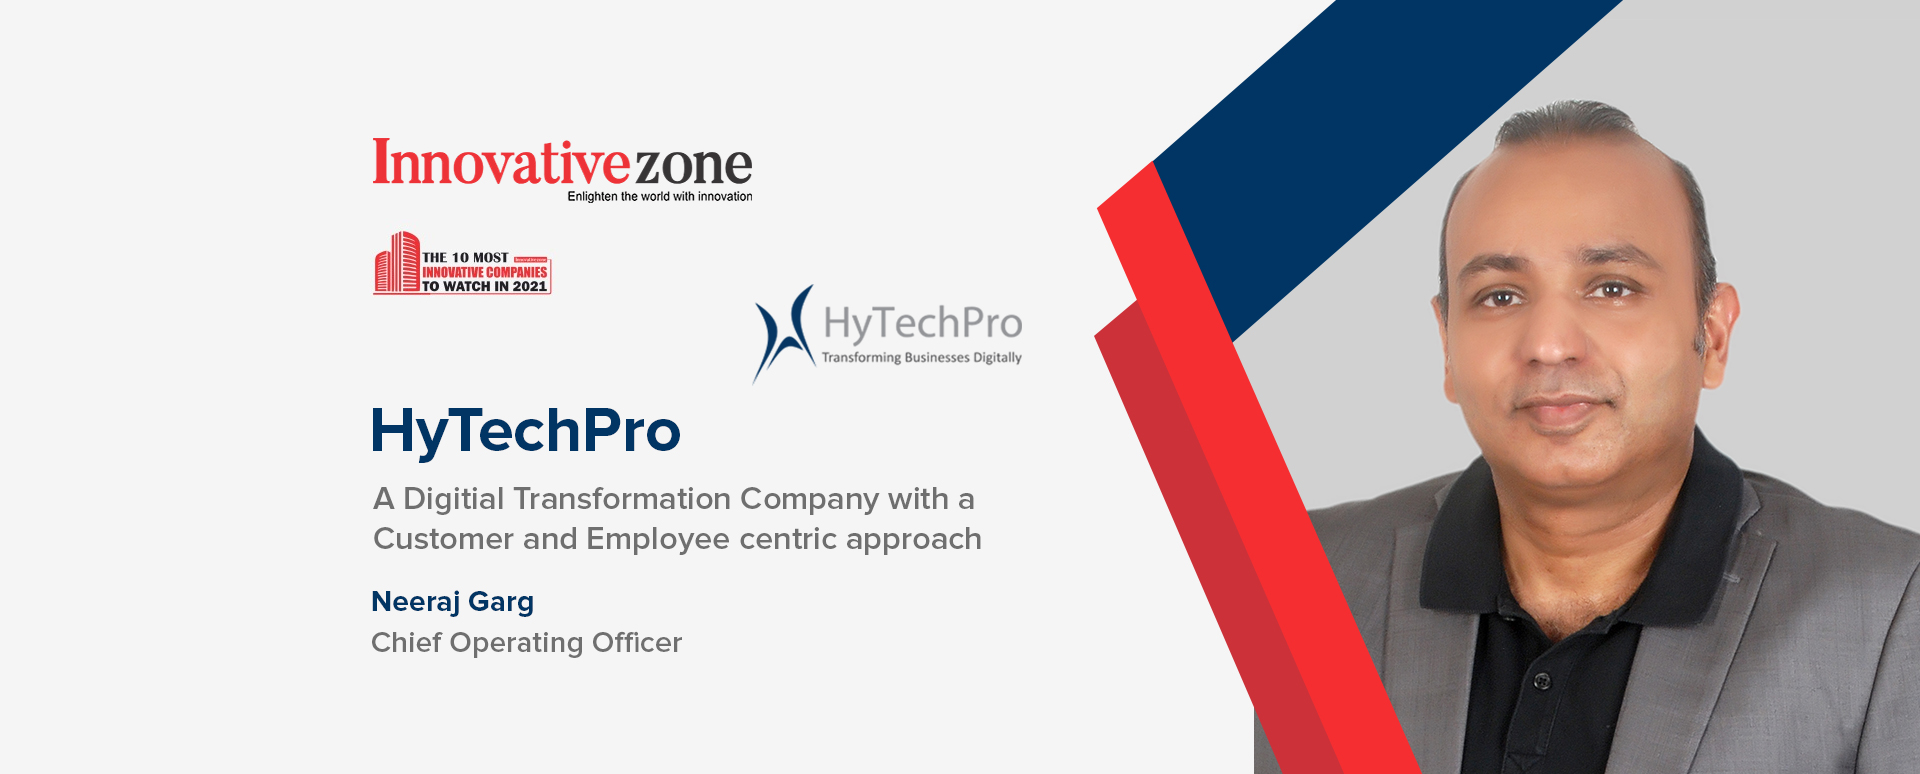 Innovativezone
Enlighten the world with innovation
THE 10 MOST
INNOVATIVE COMPANIES
TO WATCH IN 2021
HyTechPro
Transforming Businesses Digitally
HyTechPro
A Digitial Transformation Company with a
Customer and Employee centric approach
Neeraj Garg
Chief Operating Officer